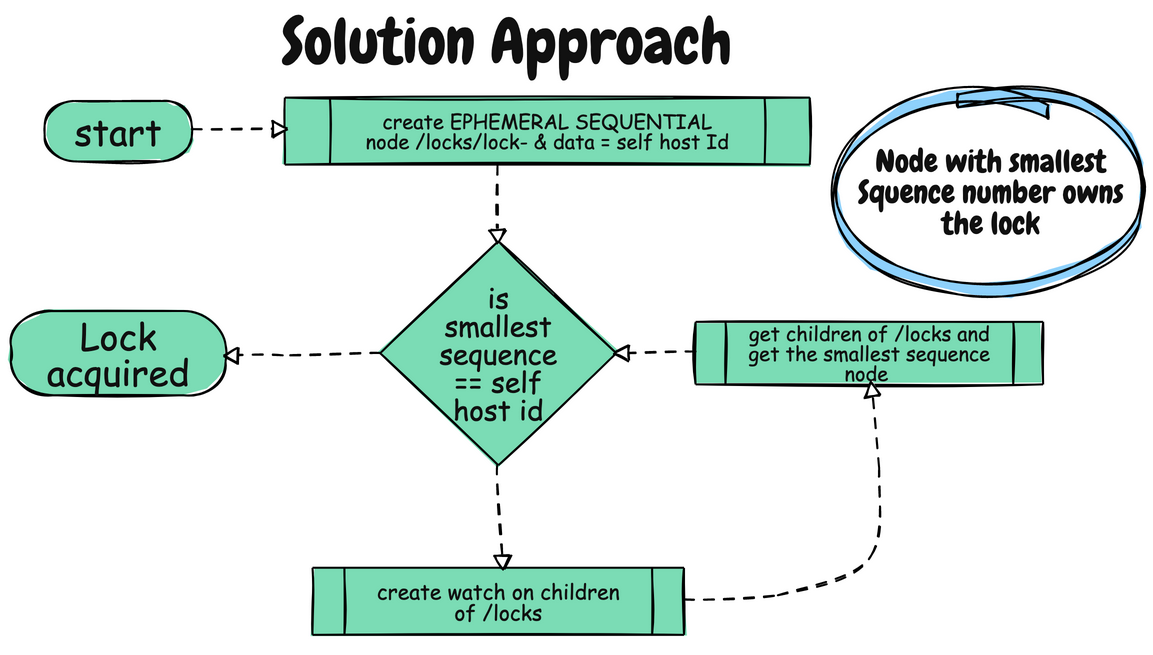 Solution Approach
start
create EPHEMERAL SEQUENTIAL
node /locks/lock- & data = self host Id
Node with smallest
Squence number owns
the lock
is
smallest
sequence
== self
host id
Lock
acquired
get children of /locks and
get the smallest sequence
node
create watch on children
of /locks